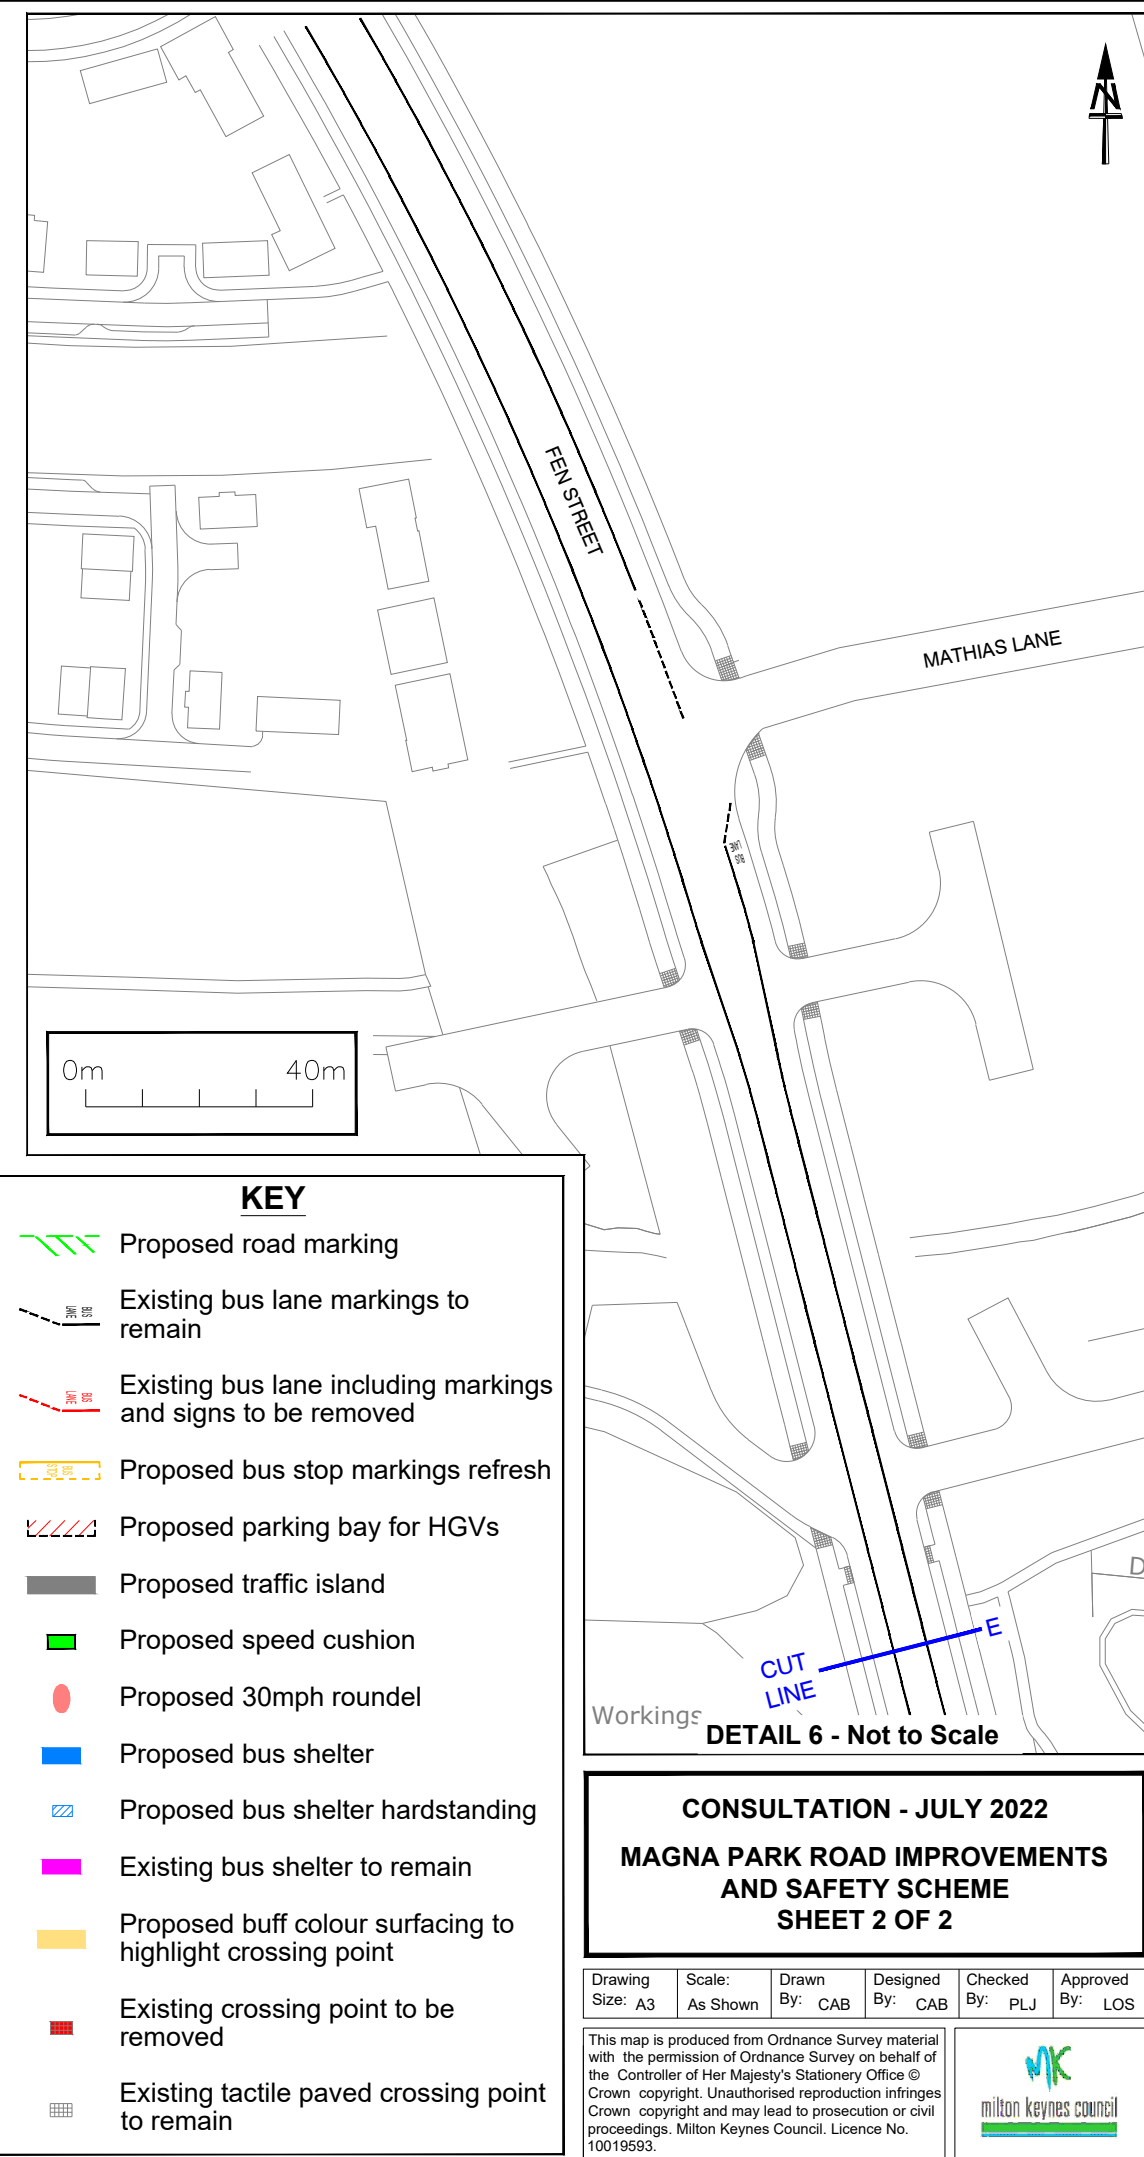 N
FEN STREET
MATHIAS LANE
BUS
LANE
0m 40m
D
E
CUT
LINE
Workings
DETAIL 6 - Not to Scale
KEY
Proposed road marking
BUS
LANE
Existing bus lane markings to
remain
BUS
LANE
Existing bus lane including markings
and signs to be removed
BUS
STOP
Proposed bus stop markings refresh
Proposed parking bay for HGVs
Proposed traffic island
Proposed speed cushion
Proposed 30mph roundel
Proposed bus shelter
Proposed bus shelter hardstanding
Existing bus shelter to remain
Proposed buff colour surfacing to
highlight crossing point
Existing crossing point to be
removed
Existing tactile paved crossing point
to remain
CONSULTATION - JULY 2022
MAGNA PARK ROAD IMPROVEMENTS
AND SAFETY SCHEME
SHEET 2 OF 2
Drawing
Size: A3
Scale:
As Shown
Drawn
By: CAB
Designed
By: CAB
Checked
By: PLJ
Approved
By: LOS
This map is produced from Ordnance Survey material
with the permission of Ordnance Survey on behalf of
the Controller of Her Majesty's Stationery Office ©
Crown copyright. Unauthorised reproduction infringes
Crown copyright and may lead to prosecution or civil
proceedings. Milton Keynes Council. Licence No.
10019593.
MK
milton keynes council